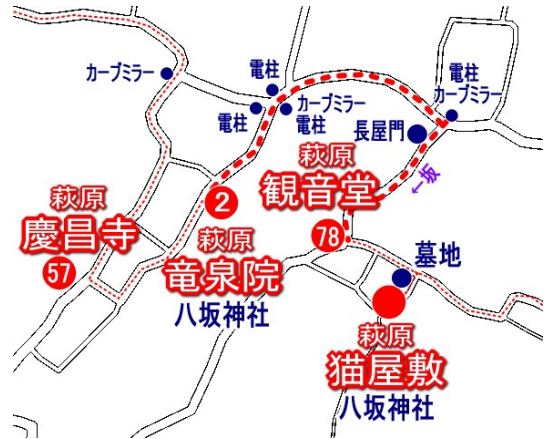 カーブミラー
電柱
電柱
カーブミラー
電柱
電柱
カーブミラー
長屋門
←坂
萩原
観音堂
78
2
萩原
慶昌寺
57
萩原
竜泉院
八坂神社
墓地
萩原
猫屋敷
八坂神社